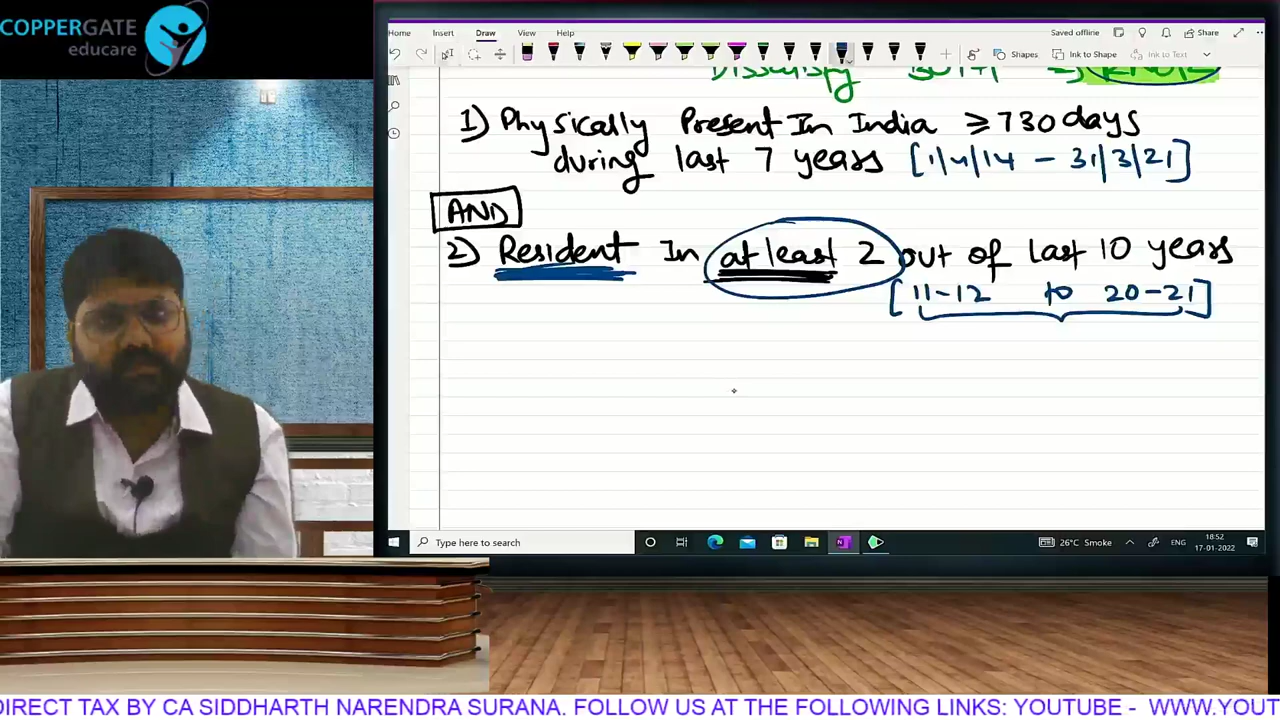 COPPERGATE
educare
Home Insert Draw View Help
Saved offline
Share
Shapes
Ink to Shape
Ink to Text
1) Physically Present In India ≥ 730 days
during last 7 years [1/4/14 - 31/3/21]
AND
2) Resident In at least 2 out of last 10 years
[11-12 to 20-21]
Type here to search
26°C Smoke
ENG
18:52
17-01-2022
DIRECT TAX BY CA SIDDHARTH NARENDRA SURANA. FOLLOW US AT THE FOLLOWING LINKS: YOUTUBE - WWW.YOUT